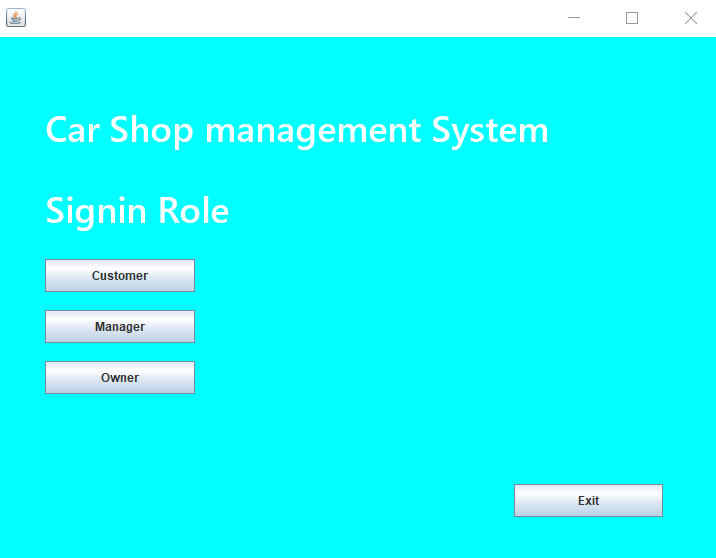 Car Shop management System
Signin Role
Customer
Manager
Owner
Exit